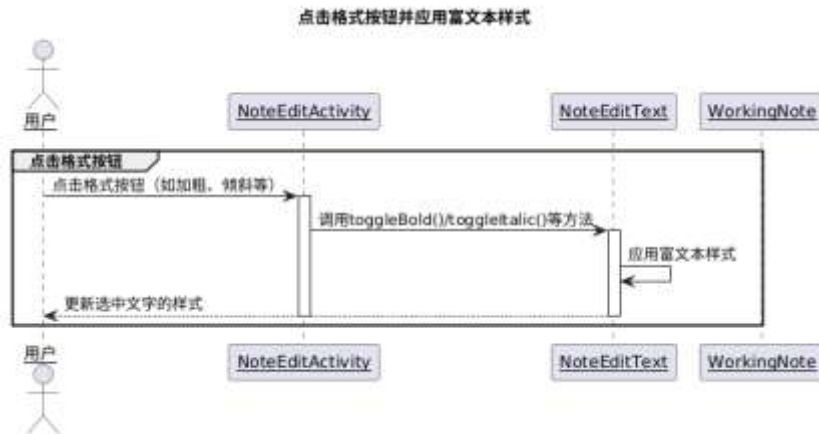 点击格式按钮并应用富文本样式
用户
NoteEditActivity
NoteEditText
WorkingNote
点击格式按钮
点击格式按钮（如加粗、倾斜等）
调用toggleBold()/toggleItalic()等方法
应用富文本样式
更新选中文字的样式
用户
NoteEditActivity
NoteEditText
WorkingNote